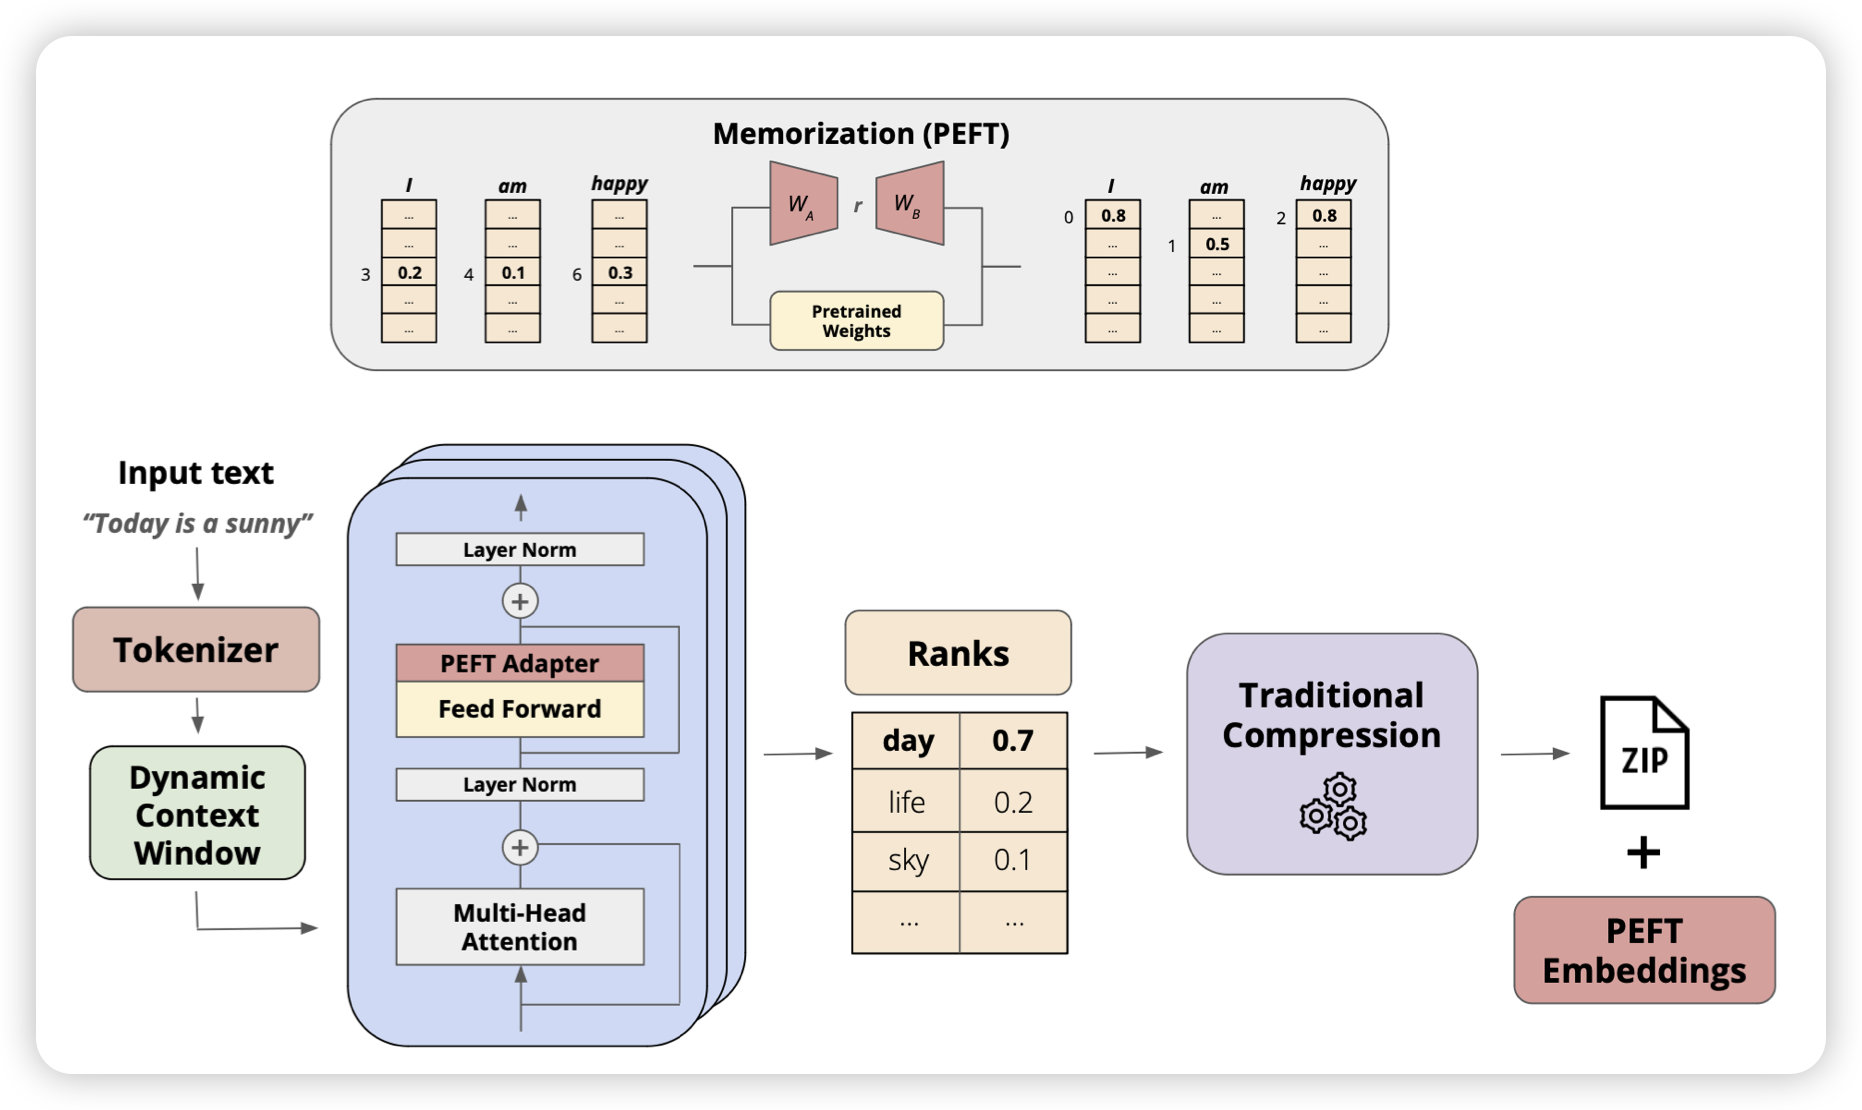 Memorization (PEFT)
I am happy
... ... ...
... ... ...
3 0.2 4 0.1 6 0.3
... ... ...
... ... ...
W_A r W_B
Pretrained
Weights
I am happy
0 0.8 ... 2 0.8
... 1 0.5 ...
... ... ...
... ... ...
... ... ...
Input text
“Today is a sunny”
Tokenizer
Dynamic
Context
Window
Layer Norm
+
PEFT Adapter
Feed Forward
Layer Norm
+
Multi-Head
Attention
Ranks
day 0.7
life 0.2
sky 0.1
... ...
Traditional
Compression
ZIP
+
PEFT
Embeddings